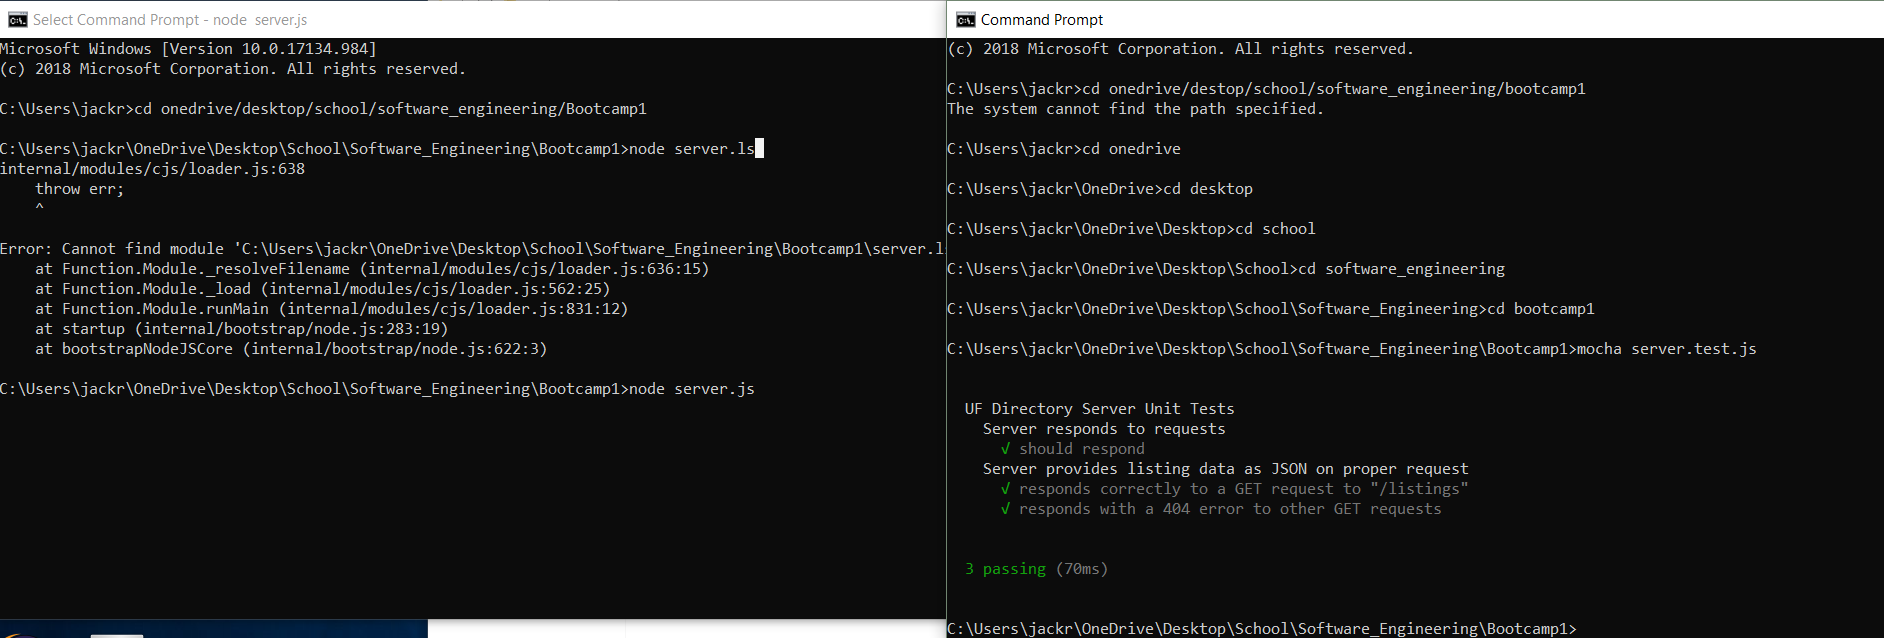 Select Command Prompt - node  server.js
Microsoft Windows [Version 10.0.17134.984]
(c) 2018 Microsoft Corporation. All rights reserved.
C:\Users\jackr>cd onedrive/desktop/school/software_engineering/Bootcamp1
C:\Users\jackr\OneDrive\Desktop\School\Software_Engineering\Bootcamp1>node server.ls
internal/modules/cjs/loader.js:638
    throw err;
    ^
Error: Cannot find module 'C:\Users\jackr\OneDrive\Desktop\School\Software_Engineering\Bootcamp1\server.l
    at Function.Module._resolveFilename (internal/modules/cjs/loader.js:636:15)
    at Function.Module._load (internal/modules/cjs/loader.js:562:25)
    at Function.Module.runMain (internal/modules/cjs/loader.js:831:12)
    at startup (internal/bootstrap/node.js:283:19)
    at bootstrapNodeJSCore (internal/bootstrap/node.js:622:3)
C:\Users\jackr\OneDrive\Desktop\School\Software_Engineering\Bootcamp1>node server.js
Command Prompt
(c) 2018 Microsoft Corporation. All rights reserved.
C:\Users\jackr>cd onedrive/destop/school/software_engineering/bootcamp1
The system cannot find the path specified.
C:\Users\jackr>cd onedrive
C:\Users\jackr\OneDrive>cd desktop
C:\Users\jackr\OneDrive\Desktop>cd school
C:\Users\jackr\OneDrive\Desktop\School>cd software_engineering
C:\Users\jackr\OneDrive\Desktop\School\Software_Engineering>cd bootcamp1
C:\Users\jackr\OneDrive\Desktop\School\Software_Engineering\Bootcamp1>mocha server.test.js
  UF Directory Server Unit Tests
    Server responds to requests
      √ should respond
    Server provides listing data as JSON on proper request
      √ responds correctly to a GET request to "/listings"
      √ responds with a 404 error to other GET requests
  3 passing (70ms)
C:\Users\jackr\OneDrive\Desktop\School\Software_Engineering\Bootcamp1>